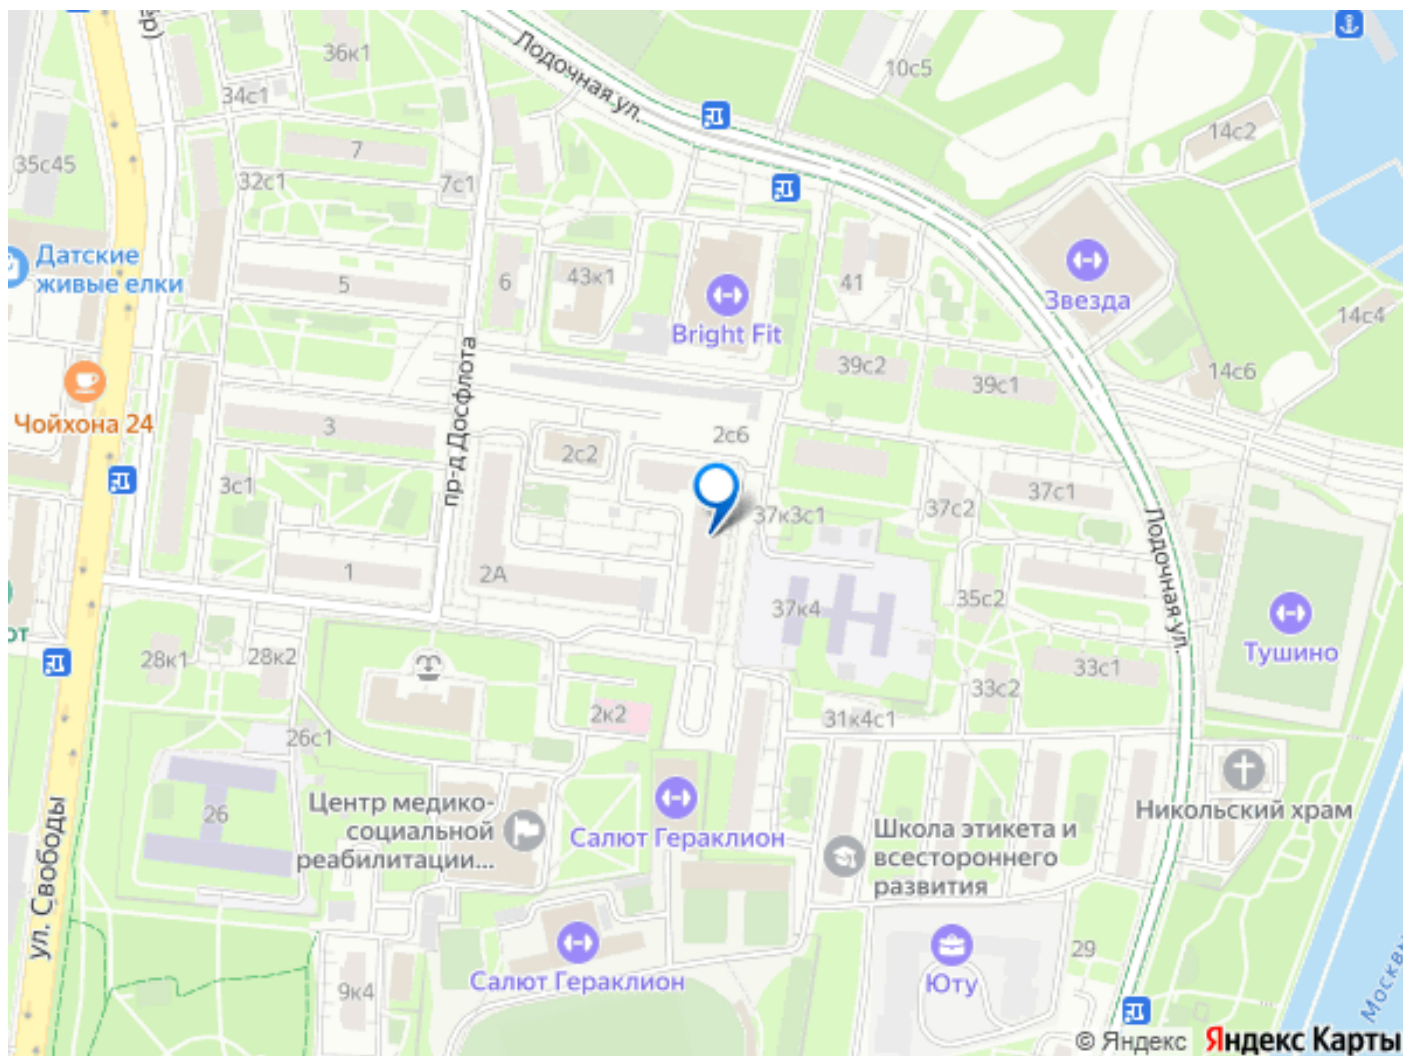 36к1
Лодочная ул.
10с5
34с1
14с2
35с45
7
32с1
7с1
Датские
живые елки
5
6
43к1
41
Звезда
Bright Fit
14с4
39с2
39с1
14с6
Чойхона 24
3
пр-д Досфлота
2с6
2с2
3с1
37с1
37с2
37к3с1
Лодочная ул.
1
2А
37к4
35с2
от
28к1
28к2
Тушино
33с1
33с2
2к2
31к4с1
26с1
26
Центр медико-
социальной
реабилитации...
Салют Гераклион
Школа этикета и
всестороннего
развития
Никольский храм
ул. Свободы
Салют Гераклион
9к4
Юту
29
Москвы
© Яндекс Яндекс Карты